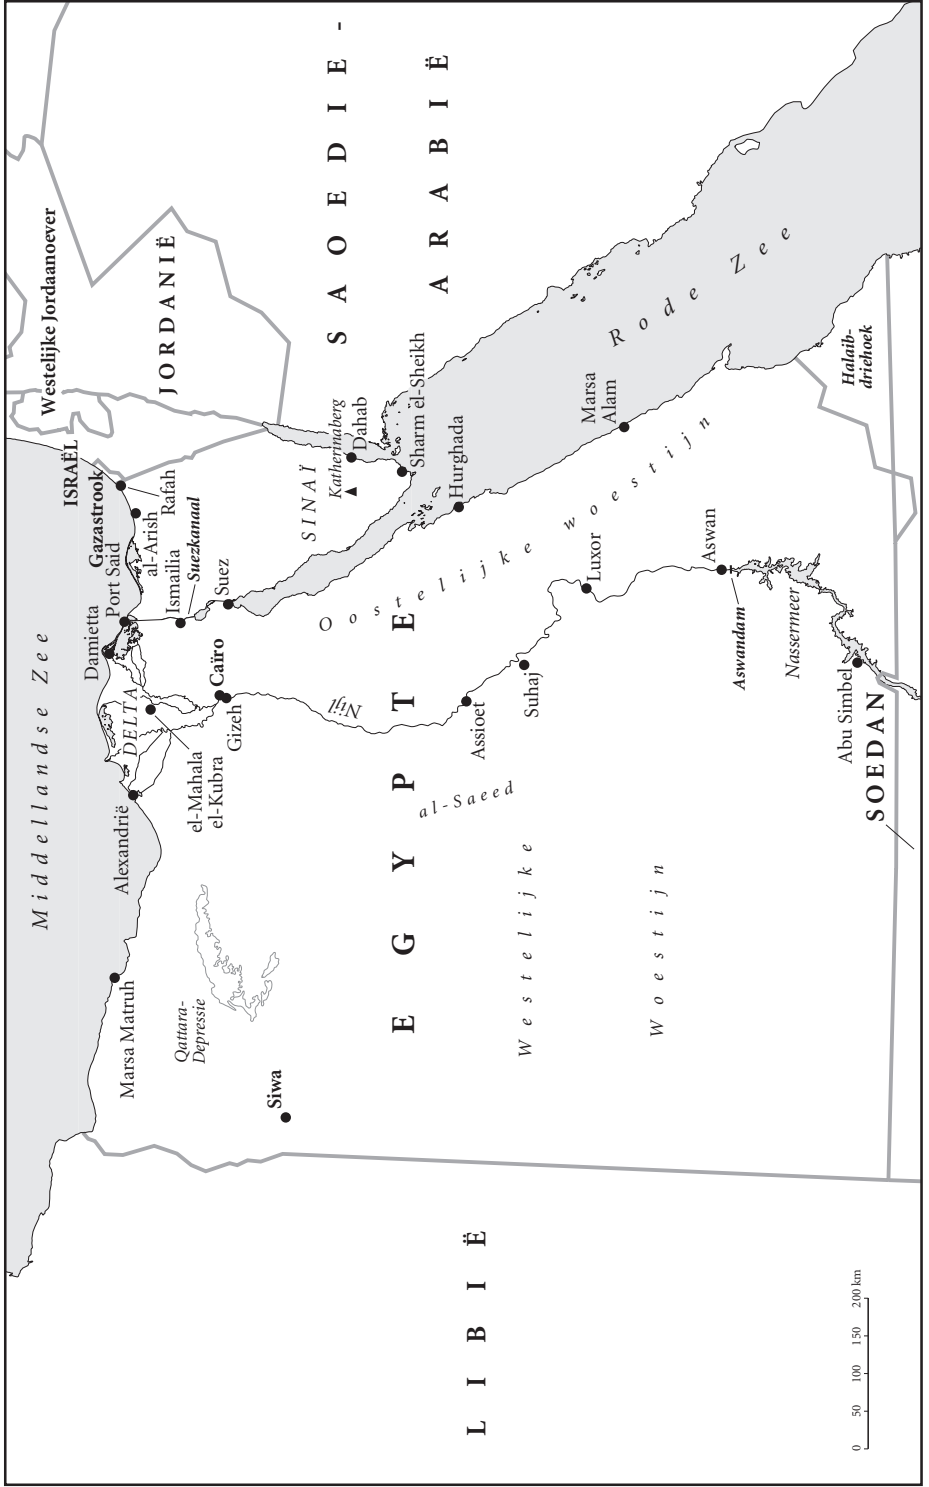 Middellandse Zee
Westelijke Jordaanoever
ISRAËL
JORDANIË
Gazastrook
Port Said
Damietta
Rafah
al-Arish
Ismailia
Suezkanaal
Suez
DELTA
Alexandrië
Marsa Matruh
el-Mahala
el-Kubra
Caïro
Gizeh
Qattara-
Depressie
Siwa
SINAÏ
Katherinaberg
Dahab
Sharm el-Sheikh
SAOEDIE-
ARABIË
Nijl
EGYPTE
Oostelijke woestijn
Hurghada
Assioet
al-Saeed
Suhaj
Luxor
Marsa
Alam
Rode Zee
LIBIË
Westelijke
Woestijn
Aswan
Aswandam
Nassermeer
Abu Simbel
Halaib-
driehoek
SOEDAN
0 50 100 150 200 km